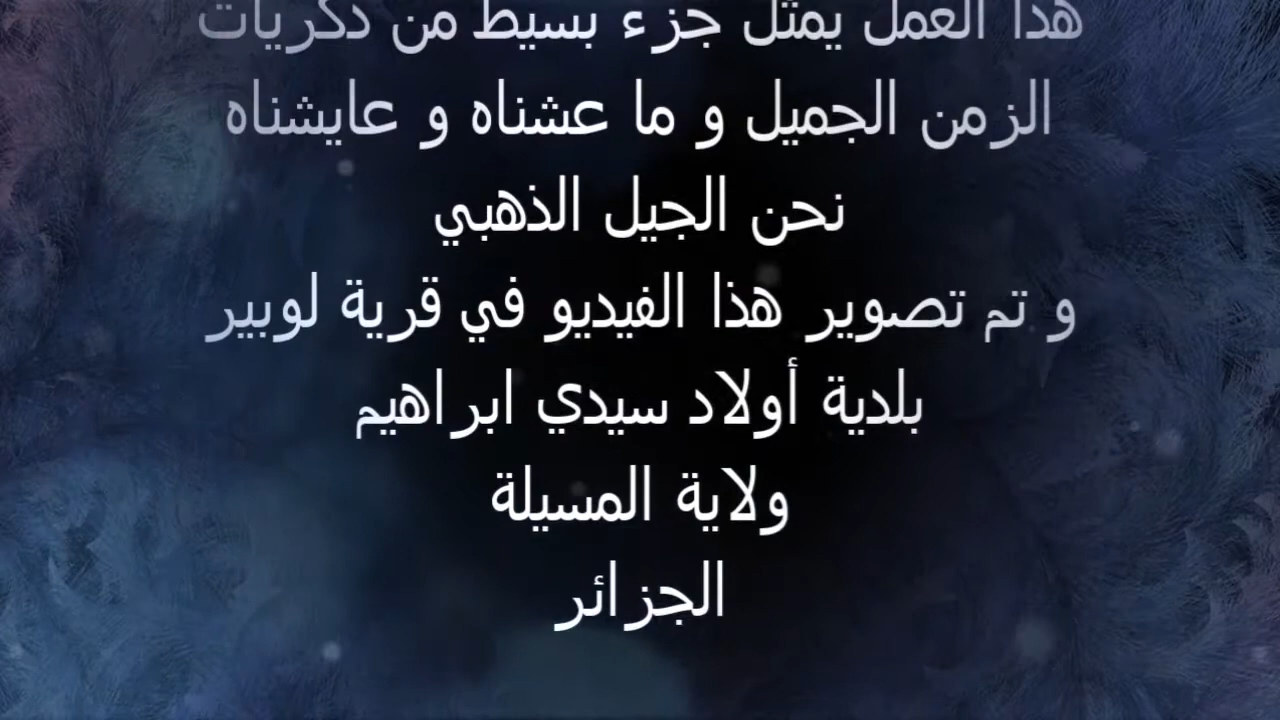 هذا العمل يمثل جزء بسيط من ذكريات
الزمن الجميل و ما عشناه و عايشناه
نحن الجيل الذهبي
و تم تصوير هذا الفيديو في قرية لوبير
بلدية أولاد سيدي ابراهيم
ولاية المسيلة
الجزائر